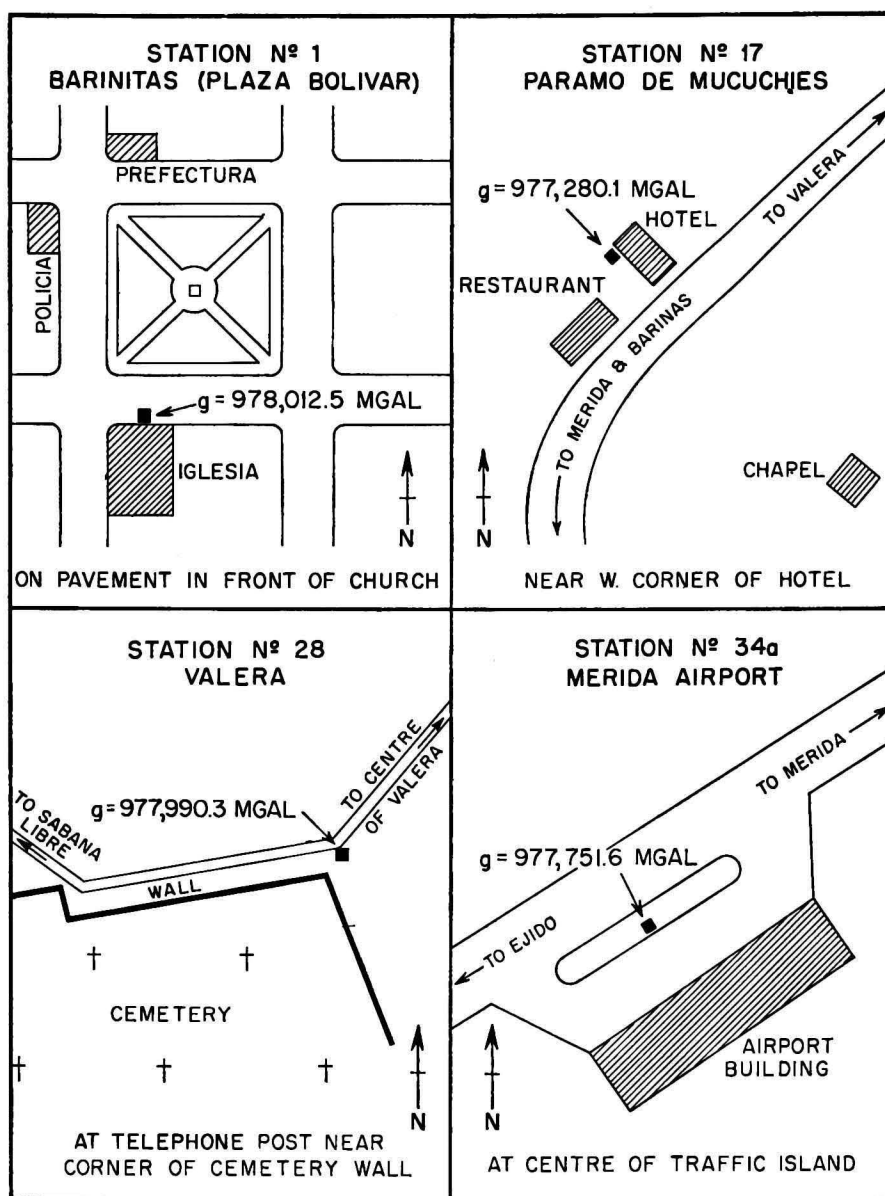 STATION Nº 1
BARINITAS (PLAZA BOLIVAR)
PREFECTURA
POLICIA
g = 978,012.5 MGAL
IGLESIA
N
ON PAVEMENT IN FRONT OF CHURCH
STATION Nº 17
PARAMO DE MUCUCHIES
g = 977,280.1 MGAL
HOTEL
TO VALERA
RESTAURANT
TO MERIDA & BARINAS
CHAPEL
N
NEAR W. CORNER OF HOTEL
STATION Nº 28
VALERA
TO CENTRE
OF VALERA
g = 977,990.3 MGAL
TO SABANA
LIBRE
WALL
CEMETERY
N
AT TELEPHONE POST NEAR
CORNER OF CEMETERY WALL
STATION Nº 34a
MERIDA AIRPORT
TO MERIDA
g = 977,751.6 MGAL
TO EJIDO
AIRPORT
BUILDING
N
AT CENTRE OF TRAFFIC ISLAND